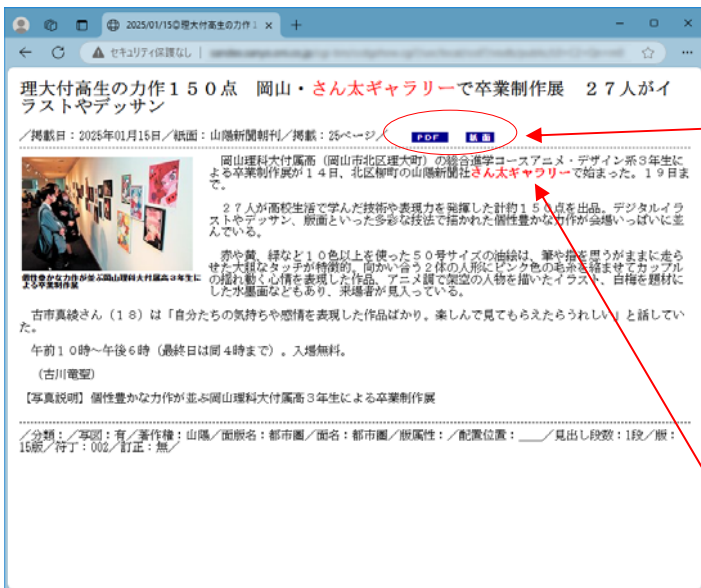 2025/01/15◎理大付高生の力作1
セキュリティ保護なし
理大付高生の力作１５０点　岡山・さん太ギャラリーで卒業制作展　２７人がイ
ラストやデッサン
／掲載日：2025年01月15日／紙面：山陽新聞朝刊／掲載：25ページ／
PDF 紙面
岡山理科大付属高（岡山市北区理大町）の総合進学コースアニメ・デザイン系３年生に
よる卒業制作展が１４日、北区柳町の山陽新聞社さん太ギャラリーで始まった。１９日ま
で。
２７人が高校生活で学んだ技術や表現力を発揮した計約１５０点を出品。デジタルイラ
ストやデッサン、版画といった多彩な技法で描かれた個性豊かな力作が会場いっぱいに並
んでいる。
赤や黄、緑など１０色以上を使った５０号サイズの油絵は、筆や指を思うがままに走ら
せた大胆なタッチが特徴的。向かい合う２体の人形にピンク色の毛糸を絡ませてカップル
の揺れ動く心情を表現した作品、アニメ調で架空の人物を描いたイラスト、白梅を題材に
した水墨画などもあり、来場者が見入っている。
個性豊かな力作が並ぶ岡山理科大付属高３年生に
よる卒業制作展
古市真綾さん（１８）は「自分たちの気持ちや感情を表現した作品ばかり。楽しんで見てもらえたらうれしい」と話してい
た。
午前１０時～午後６時（最終日は同４時まで）。入場無料。
（古川竜聖）
【写真説明】個性豊かな力作が並ぶ岡山理科大付属高３年生による卒業制作展
／分類：／写図：有／著作権：山陽／面版名：都市圏／面名：都市圏／版属性：／配置位置：＿＿／見出し段数：1段／版：
15版／符丁：002／訂正：無／